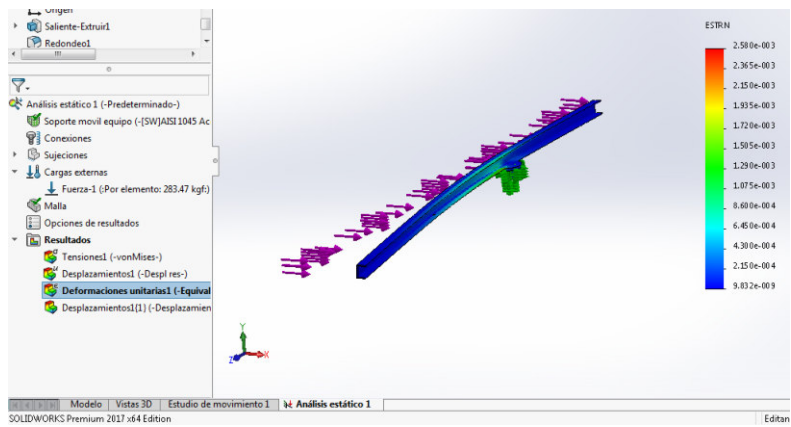 Origen
Saliente-Extruir1
Redondeo1
Análisis estático 1 (-Predeterminado-)
Soporte movil equipo (-[SW]AISI 1045 Ac
Conexiones
Sujeciones
Cargas externas
Fuerza-1 (:Por elemento: 283.47 kgf:)
Malla
Opciones de resultados
Resultados
Tensiones1 (-vonMises-)
Desplazamientos1 (-Despl res-)
Deformaciones unitarias1 (-Equival
Desplazamientos1{1} (-Desplazamien
ESTRN
2.580e-003
2.365e-003
2.150e-003
1.935e-003
1.720e-003
1.505e-003
1.290e-003
1.075e-003
8.600e-004
6.450e-004
4.300e-004
2.150e-004
9.832e-009
Y
X
Z
Modelo Vistas 3D Estudio de movimiento 1 Análisis estático 1
SOLIDWORKS Premium 2017 x64 Edition
Editan